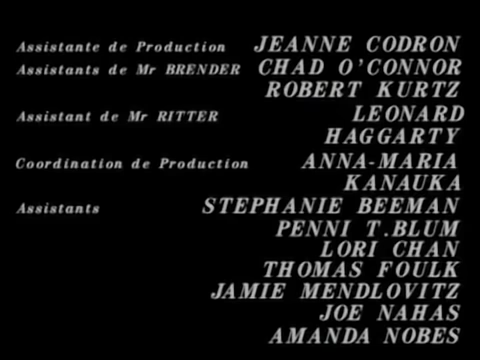 Assistante de Production JEANNE CODRON
Assistants de Mr BRENDER CHAD O'CONNOR
ROBERT KURTZ
Assistant de Mr RITTER LEONARD
HAGGARTY
Coordination de Production ANNA-MARIA
KANAUKA
Assistants STEPHANIE BEEMAN
PENNI T.BLUM
LORI CHAN
THOMAS FOULK
JAMIE MENDLOVITZ
JOE NAHAS
AMANDA NOBES